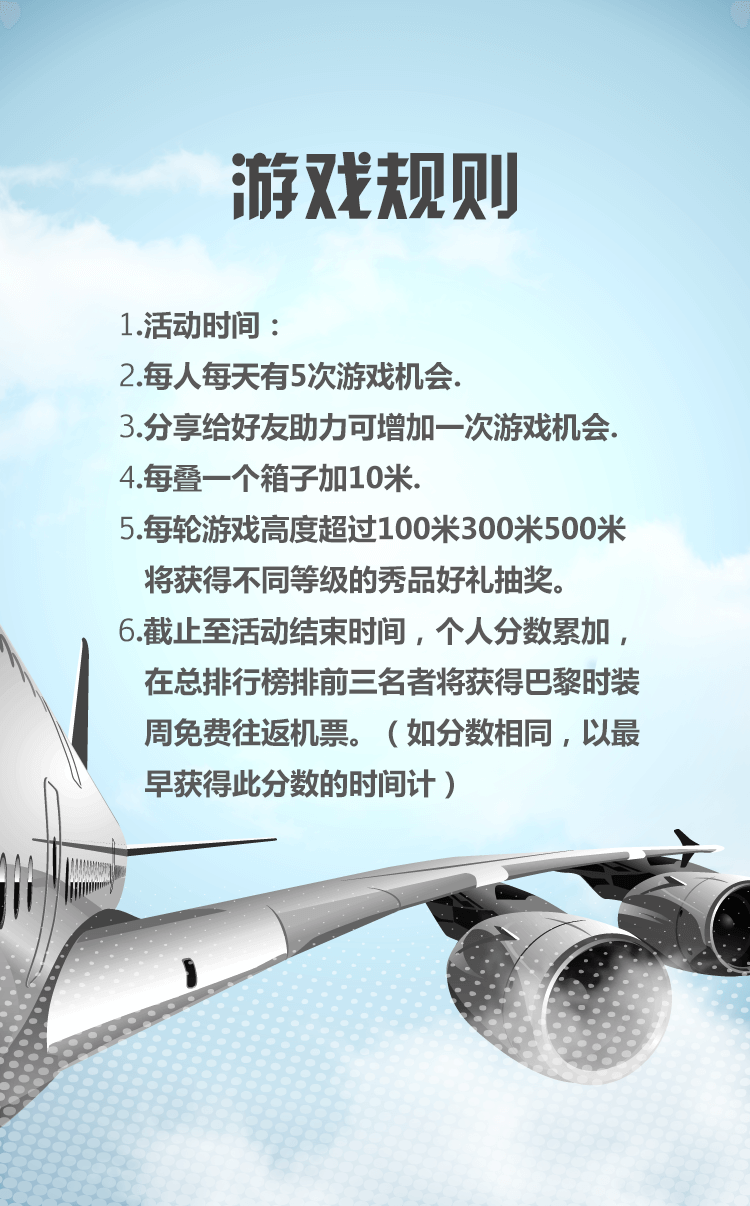 游戏规则
1.活动时间：
2.每人每天有5次游戏机会.
3.分享给好友助力可增加一次游戏机会.
4.每叠一个箱子加10米.
5.每轮游戏高度超过100米300米500米
将获得不同等级的秀品好礼抽奖。
6.截止至活动结束时间，个人分数累加，
在总排行榜排前三名者将获得巴黎时装
周免费往返机票。（如分数相同，以最
早获得此分数的时间计）